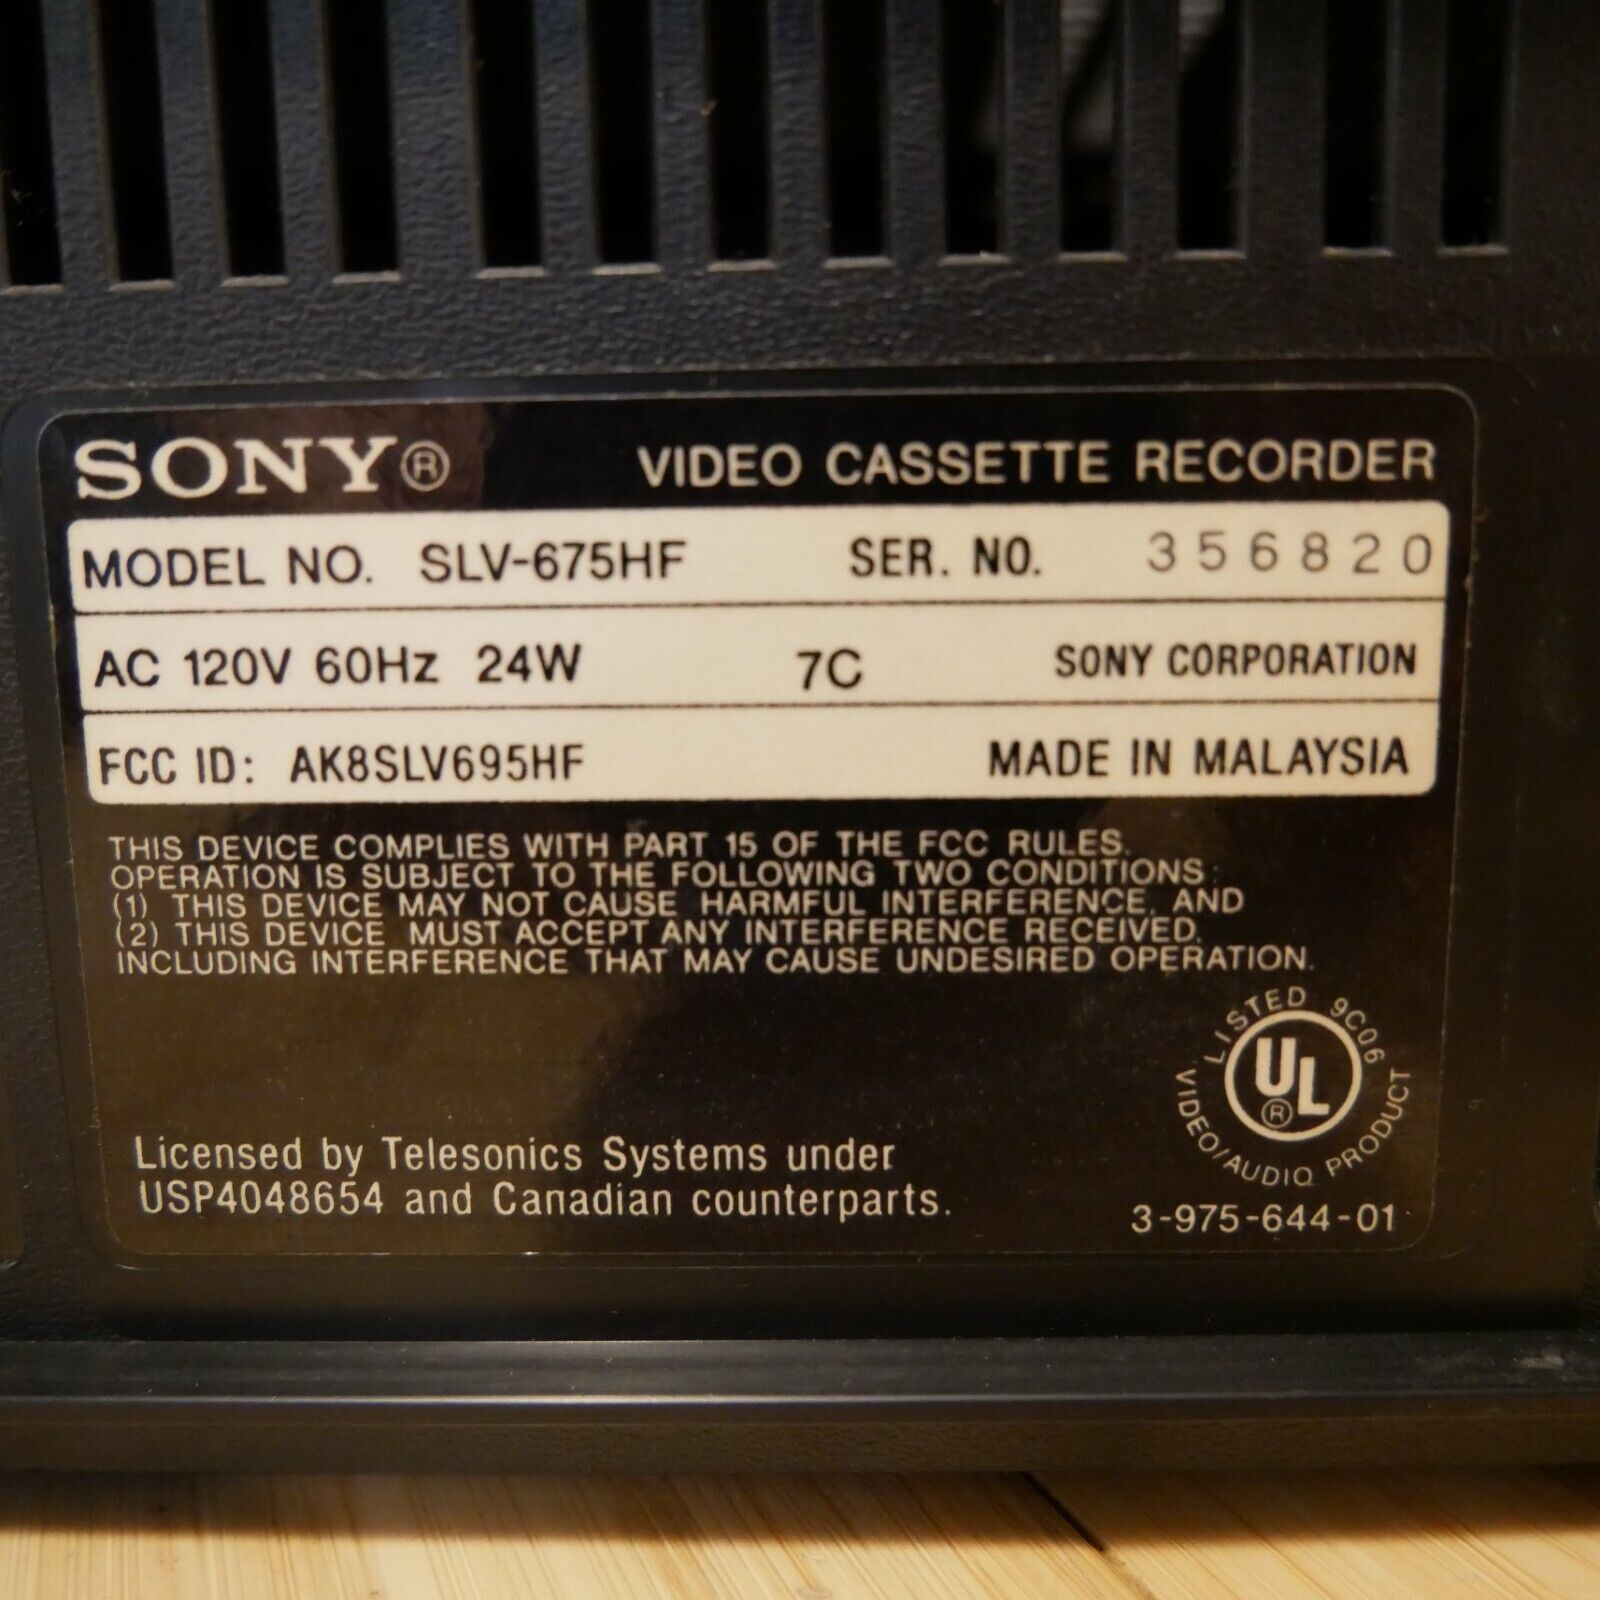 SONY® VIDEO CASSETTE RECORDER
MODEL NO. SLV-675HF SER. NO. 356820
AC 120V 60Hz 24W 7C SONY CORPORATION
FCC ID: AK8SLV695HF MADE IN MALAYSIA
THIS DEVICE COMPLIES WITH PART 15 OF THE FCC RULES.
OPERATION IS SUBJECT TO THE FOLLOWING TWO CONDITIONS:
(1) THIS DEVICE MAY NOT CAUSE HARMFUL INTERFERENCE, AND
(2) THIS DEVICE MUST ACCEPT ANY INTERFERENCE RECEIVED,
INCLUDING INTERFERENCE THAT MAY CAUSE UNDESIRED OPERATION.
LISTED 9C06
UL®
VIDEO/AUDIO PRODUCT
Licensed by Telesonics Systems under
USP4048654 and Canadian counterparts.
3-975-644-01